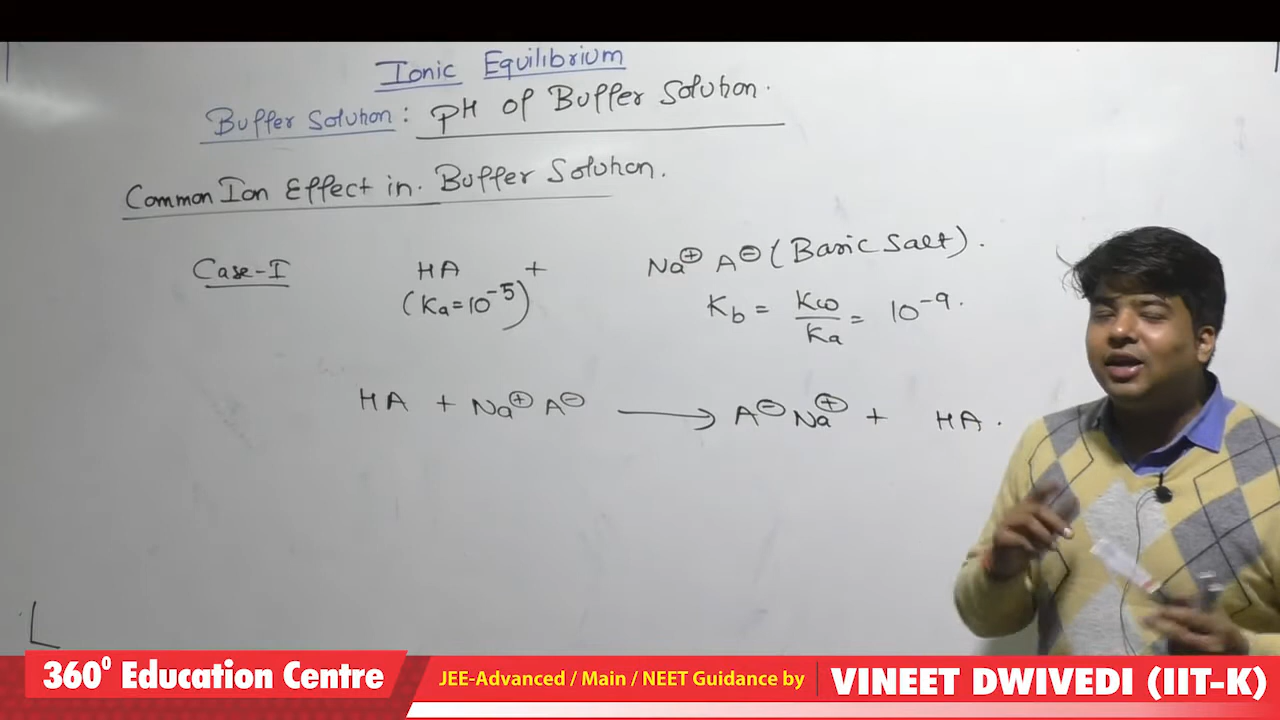 Ionic Equilibrium
Buffer Solution: pH of Buffer Solution.
Common Ion Effect in. Buffer Solution.
Case-I HA + Na⊕ A⊖ (Basic Salt).
(Ka=10⁻⁵) Kb = Kw/Ka = 10⁻⁹.
HA + Na⊕ A⊖ ⟶ A⊖ Na⊕ + HA.
360⁰ Education Centre JEE-Advanced / Main / NEET Guidance by VINEET DWIVEDI (IIT-K)